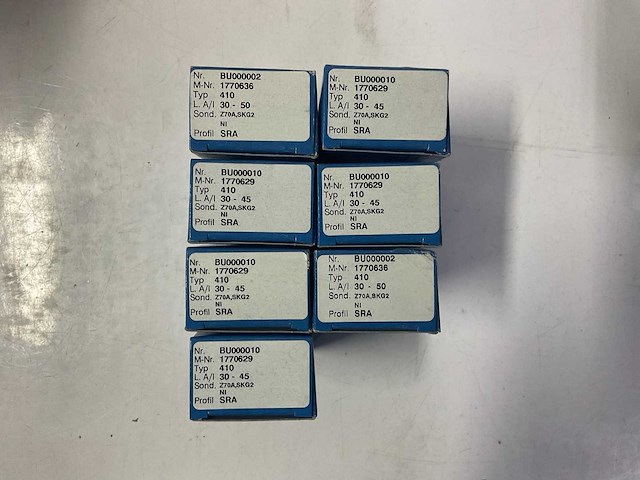 Nr. BU000002
M-Nr. 1770636
Typ 410
L. A/I 30 - 50
Sond. Z70A,SKG2
NI
Profil SRA
Nr. BU000010
M-Nr. 1770629
Typ 410
L. A/I 30 - 45
Sond. Z70A,SKG2
NI
Profil SRA
Nr. BU000010
M-Nr. 1770629
Typ 410
L. A/I 30 - 45
Sond. Z70A,SKG2
NI
Profil SRA
Nr. BU000010
M-Nr. 1770629
Typ 410
L. A/I 30 - 45
Sond. Z70A,SKG2
NI
Profil SRA
Nr. BU000010
M-Nr. 1770629
Typ 410
L. A/I 30 - 45
Sond. Z70A,SKG2
NI
Profil SRA
Nr. BU000002
M-Nr. 1770636
Typ 410
L. A/I 30 - 50
Sond. Z70A,SKG2
NI
Profil SRA
Nr. BU000010
M-Nr. 1770629
Typ 410
L. A/I 30 - 45
Sond. Z70A,SKG2
NI
Profil SRA